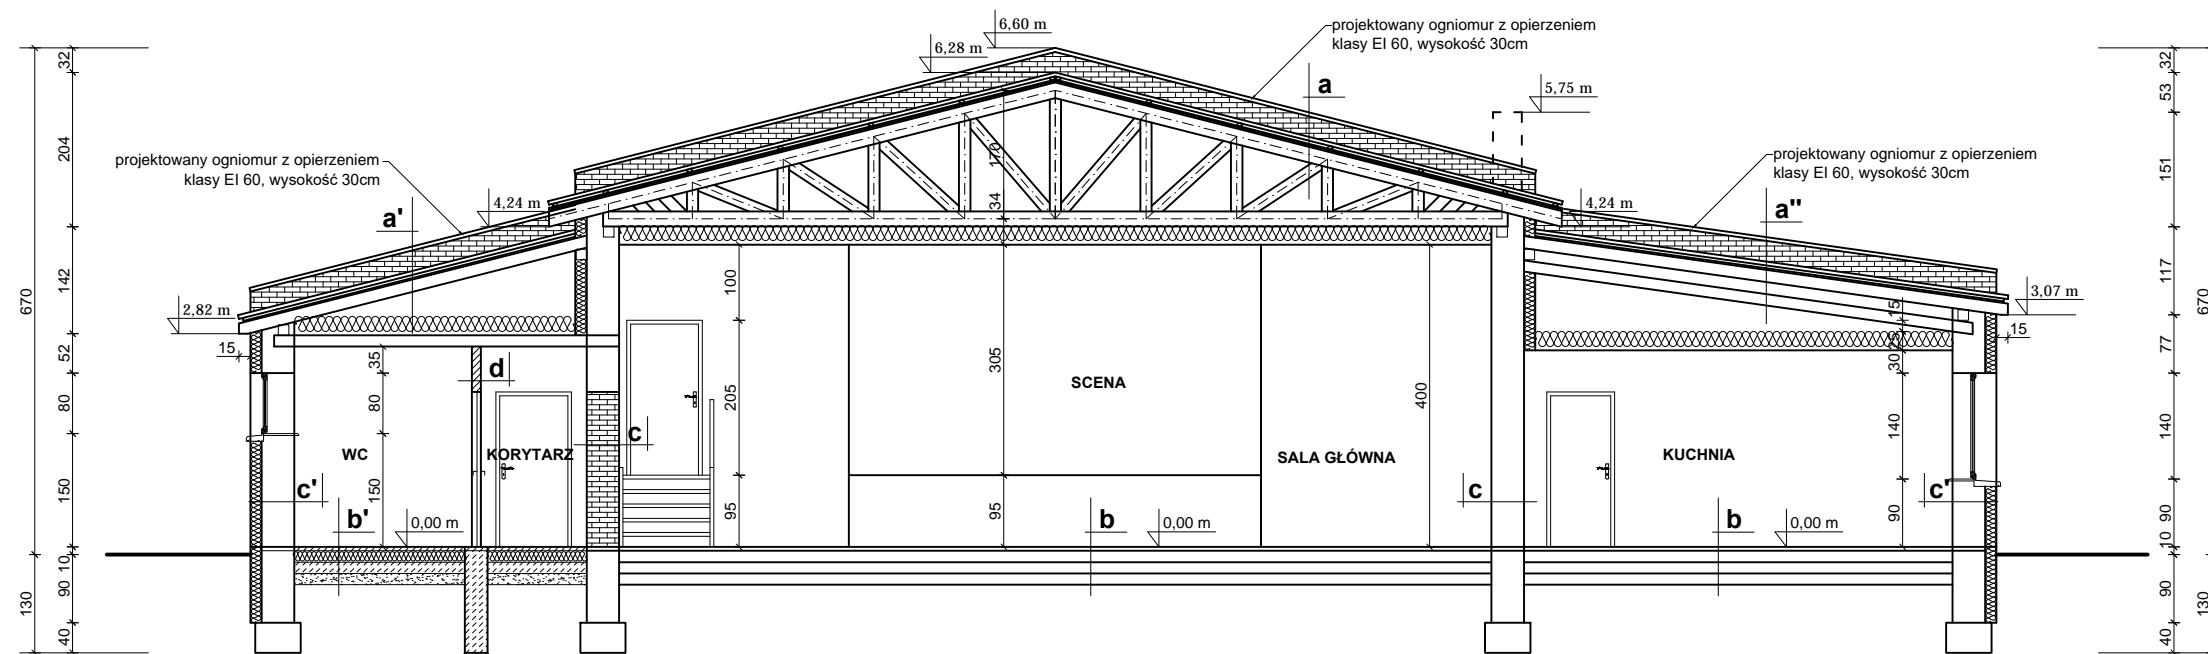 6,60 m
6,28 m
projektowany ogniomur z opierzeniem
klasy EI 60, wysokość 30cm
a
5,75 m
projektowany ogniomur z opierzeniem
klasy EI 60, wysokość 30cm
projektowany ogniomur z opierzeniem
klasy EI 60, wysokość 30cm
4,24 m
a'
4,24 m
a''
2,82 m
3,07 m
15
15
32
204
142
52
80
150
10
90
40
670
130
35
80
150
100
205
95
170
34
305
95
400
15
25
30
140
90
32
53
151
117
77
140
90
10
90
40
670
130
d
c
c
c'
c'
WC
KORYTARZ
SCENA
SALA GŁÓWNA
KUCHNIA
b'
0,00 m
b
0,00 m
b
0,00 m